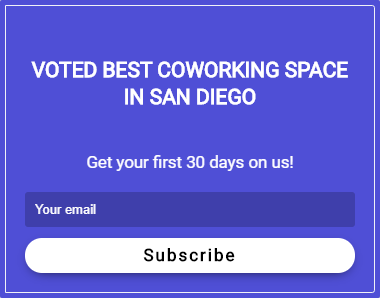 VOTED BEST COWORKING SPACE
IN SAN DIEGO
Get your first 30 days on us!
Your email
Subscribe